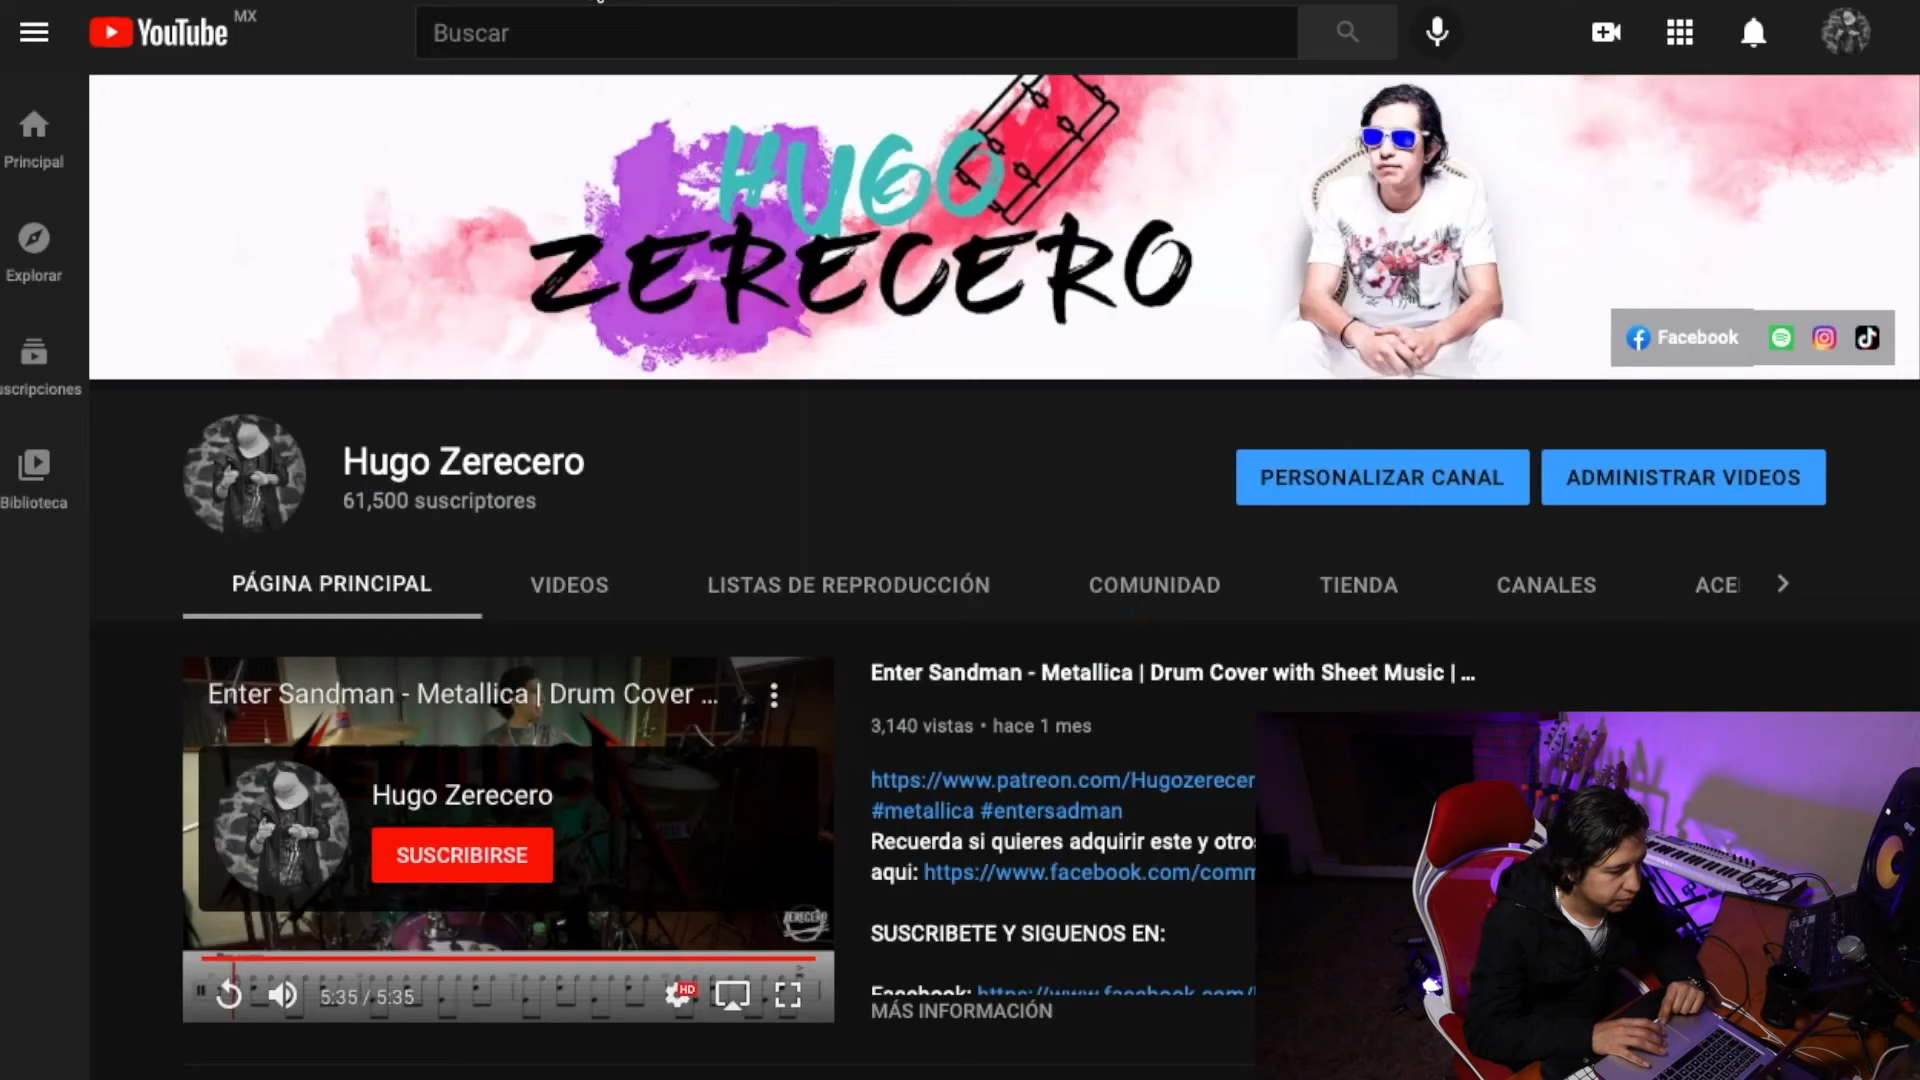 YouTube MX
Buscar
Principal
Explorar
uscripciones
Biblioteca
HUGO
ZERECERO
Facebook
Hugo Zerecero
61,500 suscriptores
PERSONALIZAR CANAL
ADMINISTRAR VIDEOS
PÁGINA PRINCIPAL
VIDEOS
LISTAS DE REPRODUCCIÓN
COMUNIDAD
TIENDA
CANALES
ACE
Enter Sandman - Metallica | Drum Cover ...
METALLICA
Hugo Zerecero
SUSCRIBIRSE
ZERECERO
5:35 / 5:35
HD
Enter Sandman - Metallica | Drum Cover with Sheet Music | ...
3,140 vistas • hace 1 mes
https://www.patreon.com/Hugozerecer
#metallica #entersadman
Recuerda si quieres adquirir este y otro
aqui: https://www.facebook.com/comm
SUSCRIBETE Y SIGUENOS EN:
Facebook: https://www.facebook.com/
MÁS INFORMACIÓN